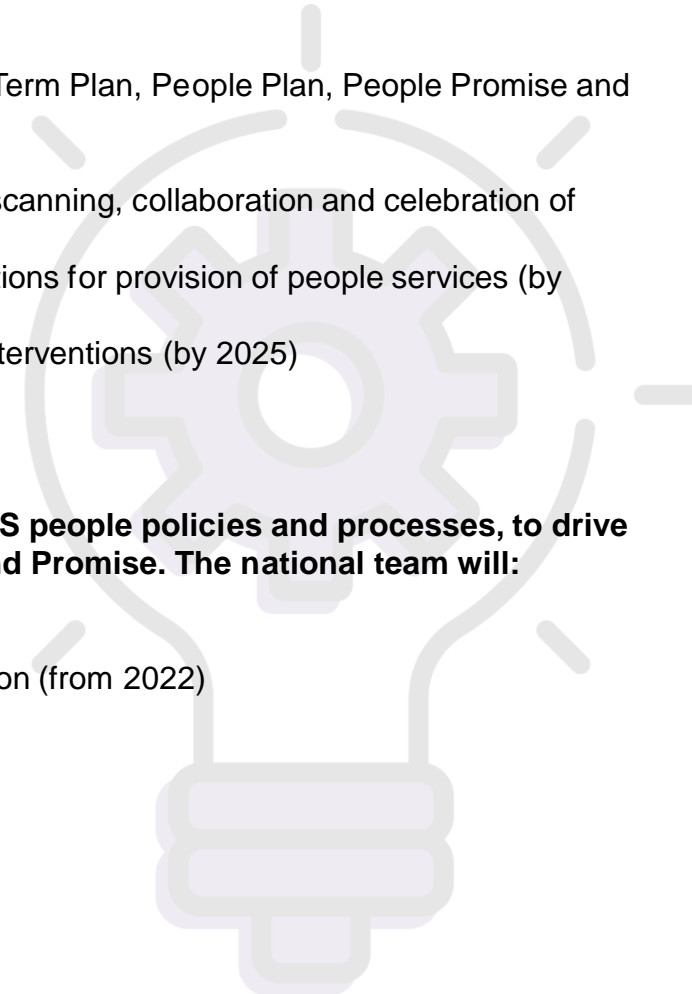 Term Plan, People Plan, People Promise and
scanning, collaboration and celebration of
tions for provision of people services (by
terventions (by 2025)
S people policies and processes, to drive
nd Promise. The national team will:
on (from 2022)